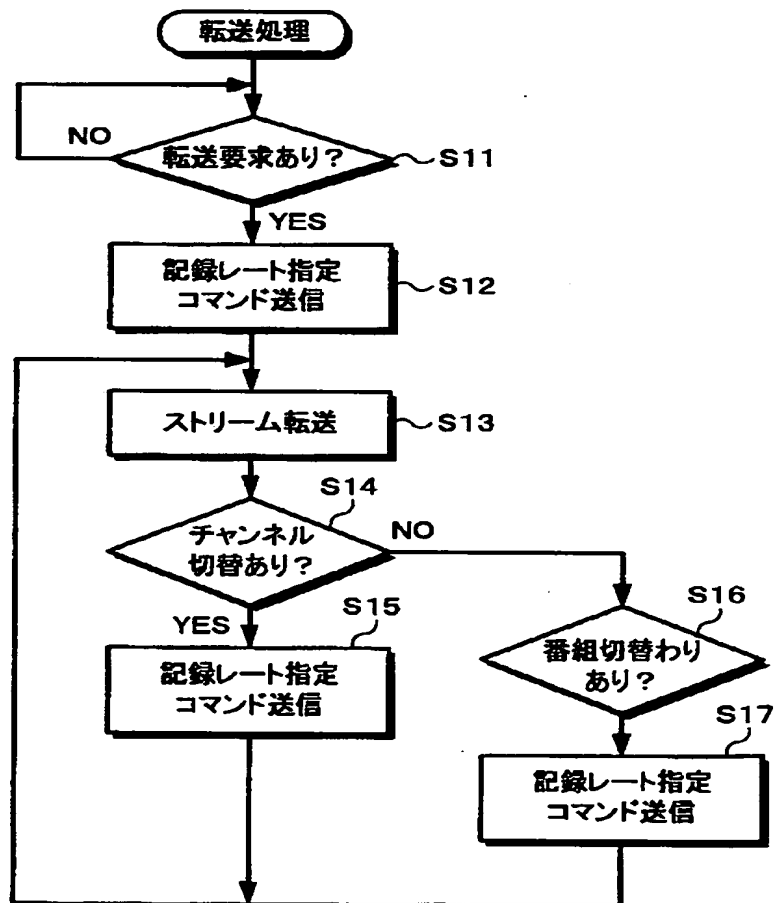 転送処理
NO
転送要求あり?
S11
YES
記録レート指定
コマンド送信
S12
ストリーム転送
S13
S14
チャンネル
切替あり?
NO
YES
S15
記録レート指定
コマンド送信
S16
番組切替わり
あり?
S17
記録レート指定
コマンド送信